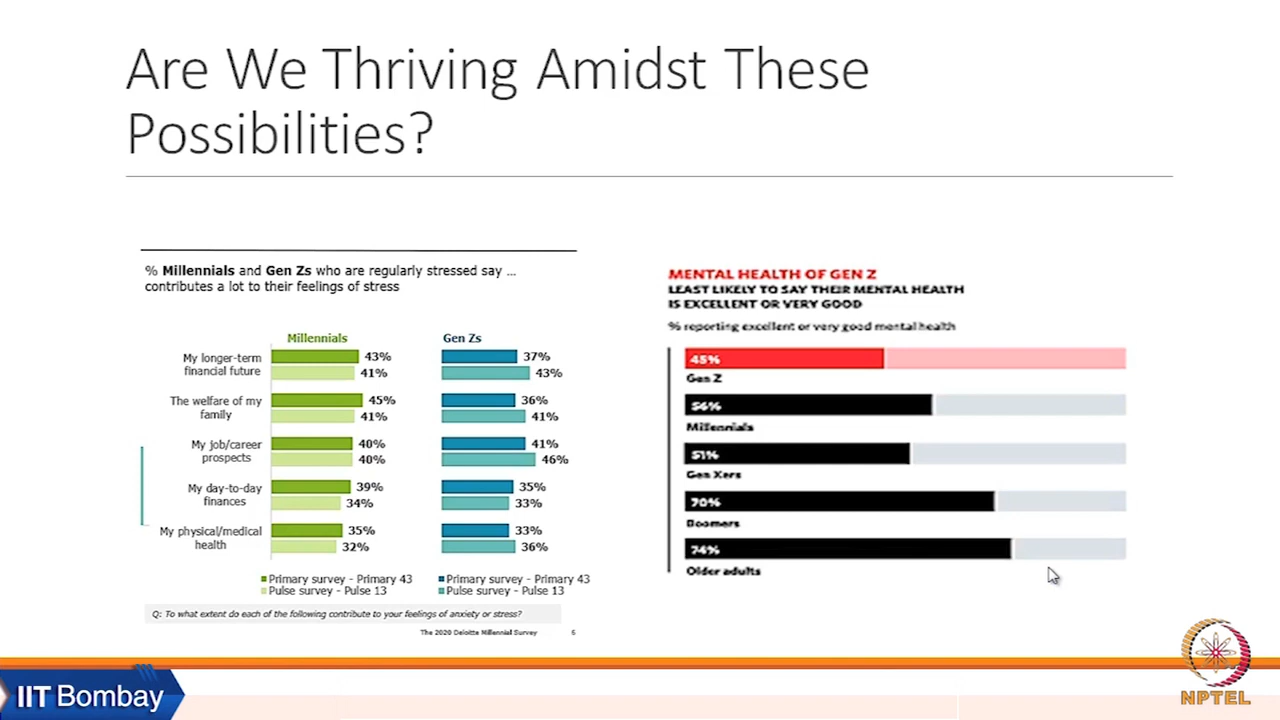 Are We Thriving Amidst These
Possibilities?
% Millennials and Gen Zs who are regularly stressed say ...
contributes a lot to their feelings of stress
Millennials
Gen Zs
My longer-term
financial future
43%
41%
37%
43%
The welfare of my
family
45%
41%
36%
41%
My job/career
prospects
40%
40%
41%
46%
My day-to-day
finances
39%
34%
35%
33%
My physical/medical
health
35%
32%
33%
36%
Primary survey - Primary 43
Pulse survey - Pulse 13
Primary survey - Primary 43
Pulse survey - Pulse 13
Q: To what extent do each of the following contribute to your feelings of anxiety or stress?
The 2020 Deloitte Millennial Survey 6
MENTAL HEALTH OF GEN Z
LEAST LIKELY TO SAY THEIR MENTAL HEALTH
IS EXCELLENT OR VERY GOOD
% reporting excellent or very good mental health
45%
Gen Z
56%
Millennials
51%
Gen Xers
70%
Boomers
74%
Older adults
IIT Bombay
NPTEL